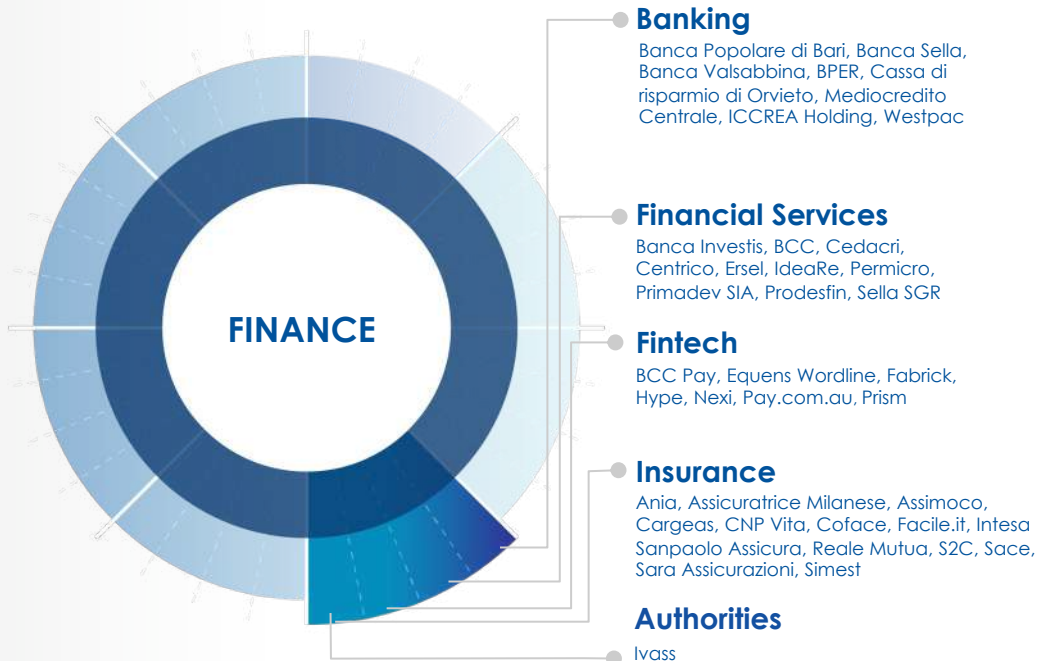 Banking
Banca Popolare di Bari, Banca Sella,
Banca Valsabbina, BPER, Cassa di
risparmio di Orvieto, Mediocredito
Centrale, ICCREA Holding, Westpac
Financial Services
Banca Investis, BCC, Cedacri,
Centrico, Ersel, IdeaRe, Permicro,
Primadev SIA, Prodesfin, Sella SGR
FINANCE
Fintech
BCC Pay, Equens Wordline, Fabrick,
Hype, Nexi, Pay.com.au, Prism
Insurance
Ania, Assicuratrice Milanese, Assimoco,
Cargeas, CNP Vita, Coface, Facile.it, Intesa
Sanpaolo Assicura, Reale Mutua, S2C, Sace,
Sara Assicurazioni, Simest
Authorities
Ivass